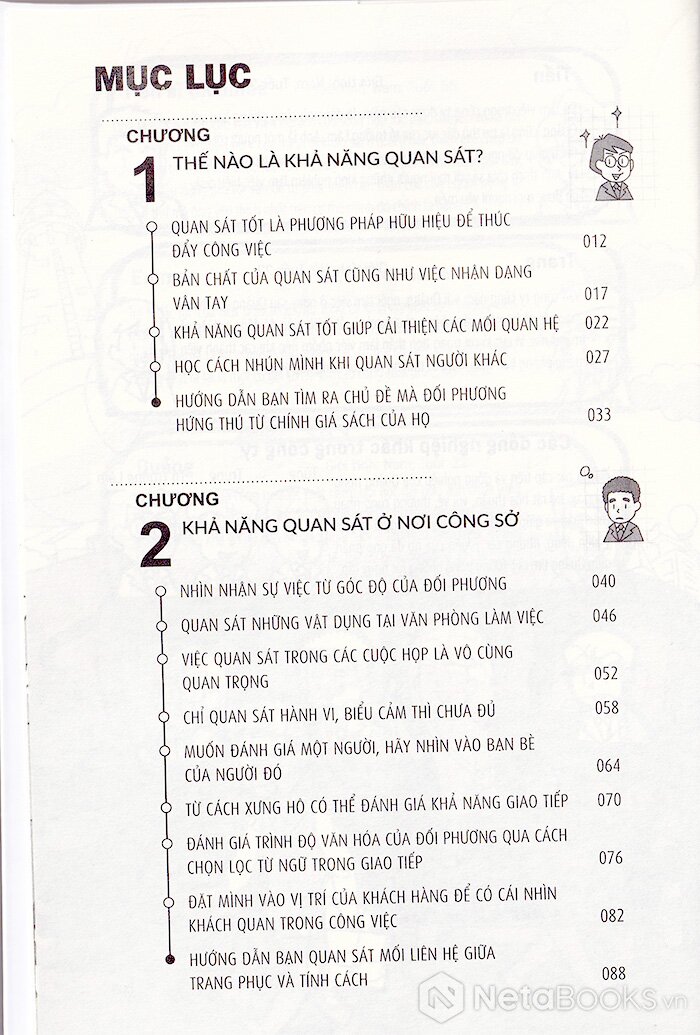 MỤC LỤC
CHƯƠNG
1
THẾ NÀO LÀ KHẢ NĂNG QUAN SÁT?
QUAN SÁT TỐT LÀ PHƯƠNG PHÁP HỮU HIỆU ĐỂ THÚC
ĐẨY CÔNG VIỆC 012
BẢN CHẤT CỦA QUAN SÁT CŨNG NHƯ VIỆC NHẬN DẠNG
VÂN TAY 017
KHẢ NĂNG QUAN SÁT TỐT GIÚP CẢI THIỆN CÁC MỐI QUAN HỆ 022
HỌC CÁCH NHÚN MÌNH KHI QUAN SÁT NGƯỜI KHÁC 027
HƯỚNG DẪN BẠN TÌM RA CHỦ ĐỀ MÀ ĐỐI PHƯƠNG
HỨNG THÚ TỪ CHÍNH GIÁ SÁCH CỦA HỌ 033
CHƯƠNG
2
KHẢ NĂNG QUAN SÁT Ở NƠI CÔNG SỞ
NHÌN NHẬN SỰ VIỆC TỪ GÓC ĐỘ CỦA ĐỐI PHƯƠNG 040
QUAN SÁT NHỮNG VẬT DỤNG TẠI VĂN PHÒNG LÀM VIỆC 046
VIỆC QUAN SÁT TRONG CÁC CUỘC HỌP LÀ VÔ CÙNG
QUAN TRỌNG 052
CHỈ QUAN SÁT HÀNH VI, BIỂU CẢM THÌ CHƯA ĐỦ 058
MUỐN ĐÁNH GIÁ MỘT NGƯỜI, HÃY NHÌN VÀO BẠN BÈ
CỦA NGƯỜI ĐÓ 064
TỪ CÁCH XƯNG HÔ CÓ THỂ ĐÁNH GIÁ KHẢ NĂNG GIAO TIẾP 070
ĐÁNH GIÁ TRÌNH ĐỘ VĂN HÓA CỦA ĐỐI PHƯƠNG QUA CÁCH
CHỌN LỌC TỪ NGỮ TRONG GIAO TIẾP 076
ĐẶT MÌNH VÀO VỊ TRÍ CỦA KHÁCH HÀNG ĐỂ CÓ CÁI NHÌN
KHÁCH QUAN TRONG CÔNG VIỆC 082
HƯỚNG DẪN BẠN QUAN SÁT MỐI LIÊN HỆ GIỮA
TRANG PHỤC VÀ TÍNH CÁCH 088
NetaBooks.vn